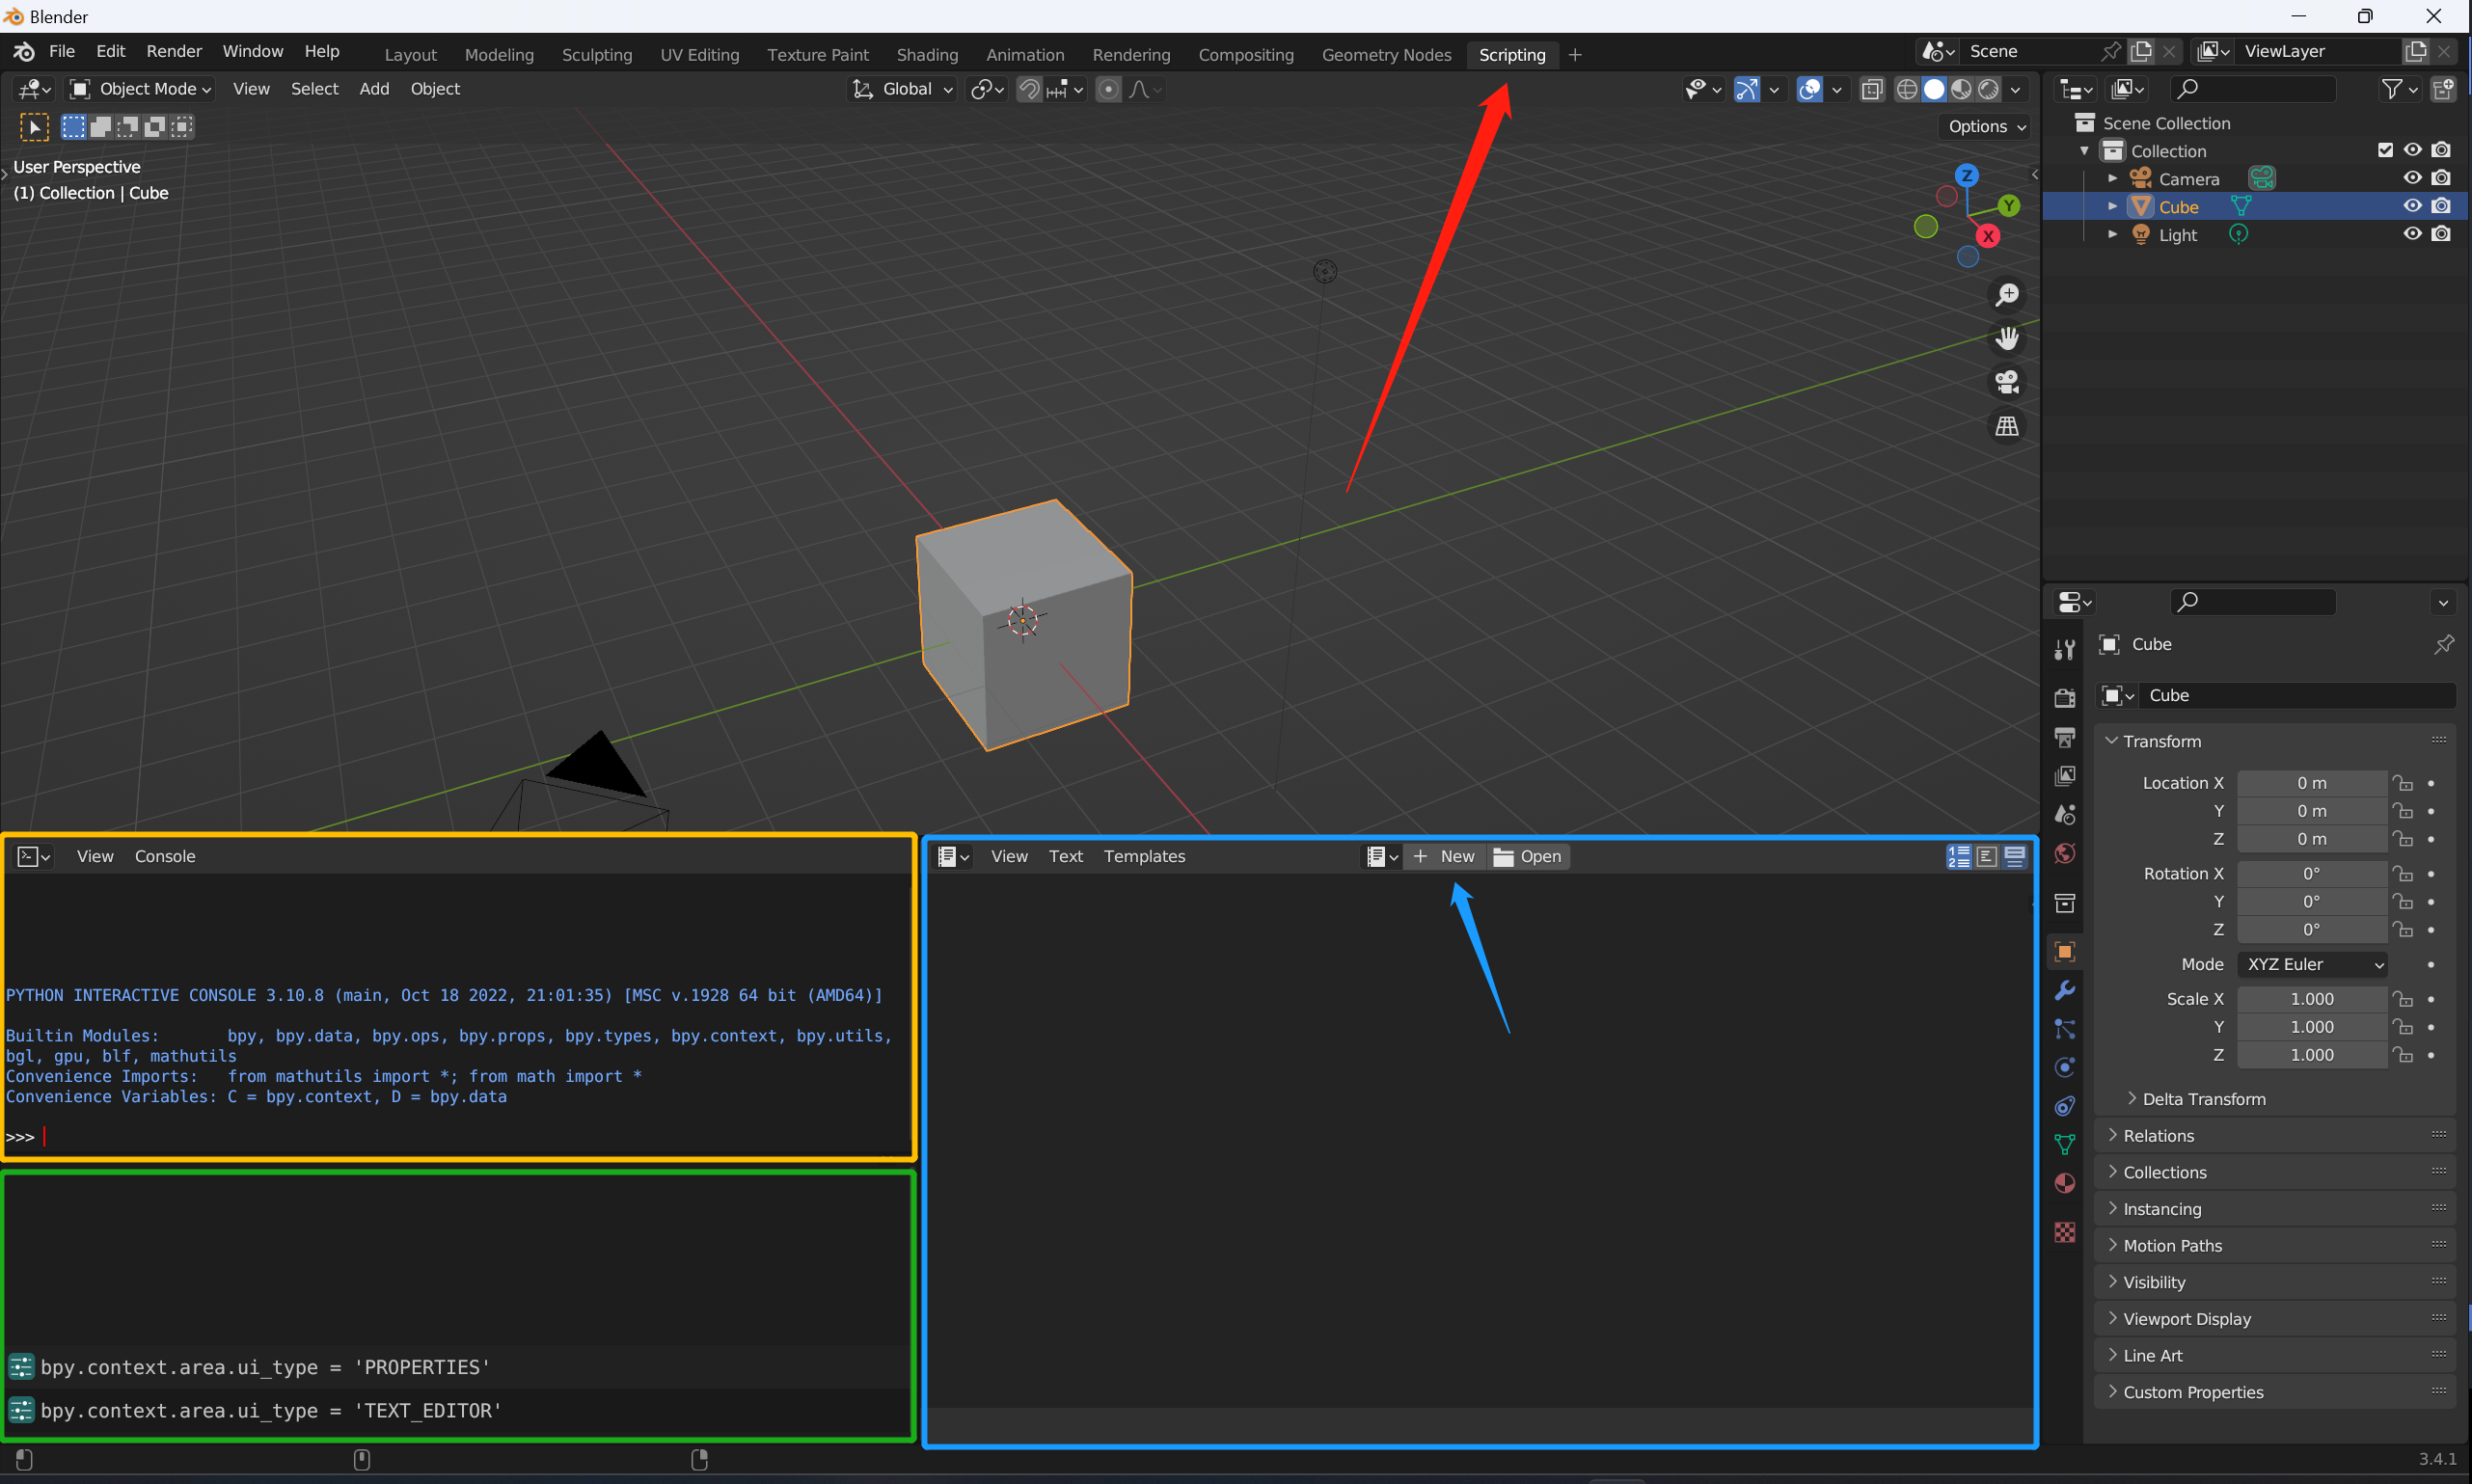 Blender
File Edit Render Window Help Layout Modeling Sculpting UV Editing Texture Paint Shading Animation Rendering Compositing Geometry Nodes Scripting + Scene ViewLayer
Object Mode View Select Add Object Global
Options
User Perspective
(1) Collection | Cube
Z
Y
X
Scene Collection
Collection
Camera
Cube
Light
Cube
Cube
Transform
Location X 0 m
Y 0 m
Z 0 m
Rotation X 0°
Y 0°
Z 0°
Mode XYZ Euler
Scale X 1.000
Y 1.000
Z 1.000
Delta Transform
Relations
Collections
Instancing
Motion Paths
Visibility
Viewport Display
Line Art
Custom Properties
View Console
PYTHON INTERACTIVE CONSOLE 3.10.8 (main, Oct 18 2022, 21:01:35) [MSC v.1928 64 bit (AMD64)]
Builtin Modules: bpy, bpy.data, bpy.ops, bpy.props, bpy.types, bpy.context, bpy.utils,
bgl, gpu, blf, mathutils
Convenience Imports: from mathutils import *; from math import *
Convenience Variables: C = bpy.context, D = bpy.data
>>>
View Text Templates + New Open
bpy.context.area.ui_type = 'PROPERTIES'
bpy.context.area.ui_type = 'TEXT_EDITOR'
3.4.1